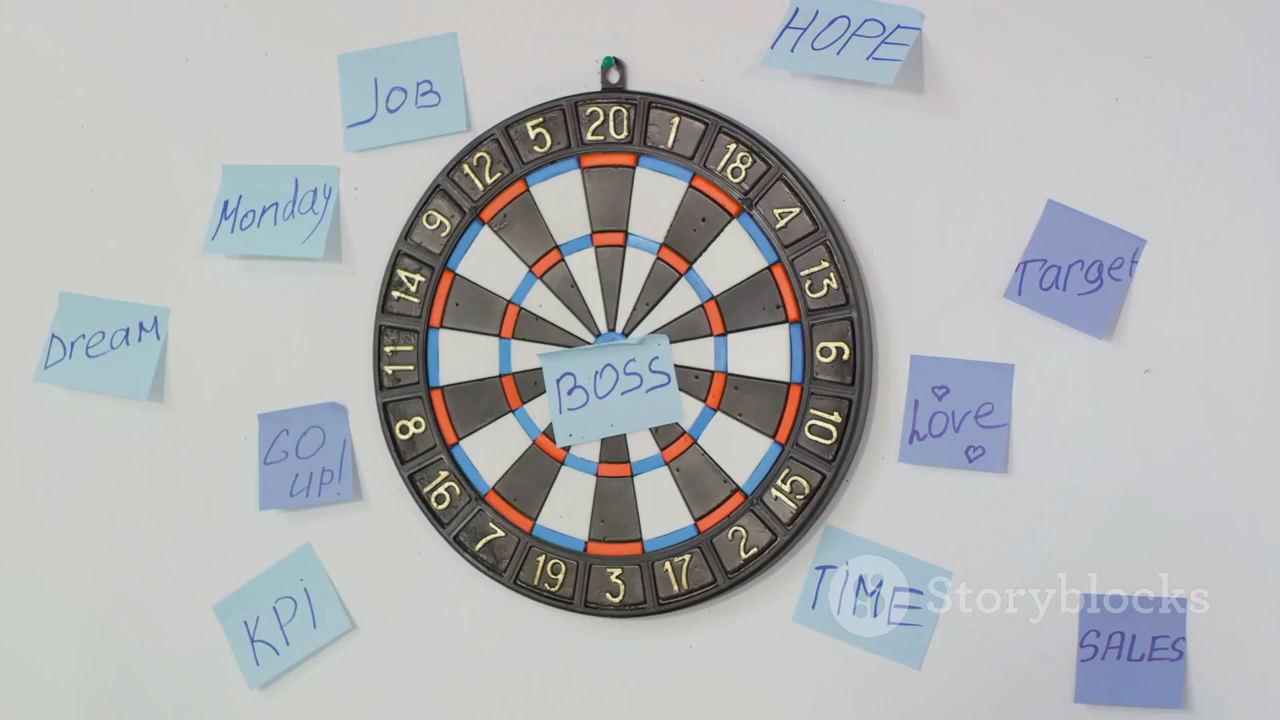 HOPE
JOB
Monday
Target
Dream
BOSS
Love
GO
UP!
KPI
TIME
SALES
20
1
18
4
13
6
10
15
2
17
3
19
7
16
8
11
14
9
12
5
Storyblocks